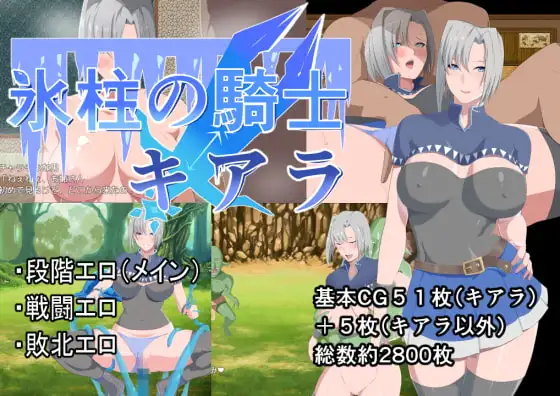 氷柱の騎士
キアラ
・段階エロ(メイン)
・戦闘エロ
・敗北エロ
基本CG51枚(キアラ)
+5枚(キアラ以外)
総数約2800枚